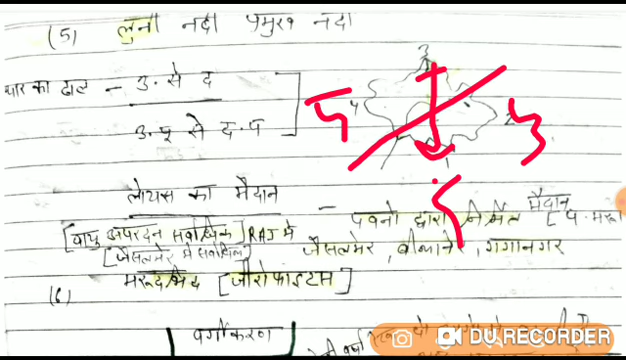 (5) लुनी नदी प्रमुख नदी
थार का ढाल - उ. से द
उ.पू से द.प
लोयस का मैदान - पवनो द्वारा निर्मित मैदान
[वायु अपरदन सर्वाधिक] RAJ मे
[जैसलमेर मे सर्वाधिक] जैसलमेर, बीकानेर, गंगानगर
(6) मरूदभिद [जीरोफाइटस]
वर्गीकरण
DU RECORDER